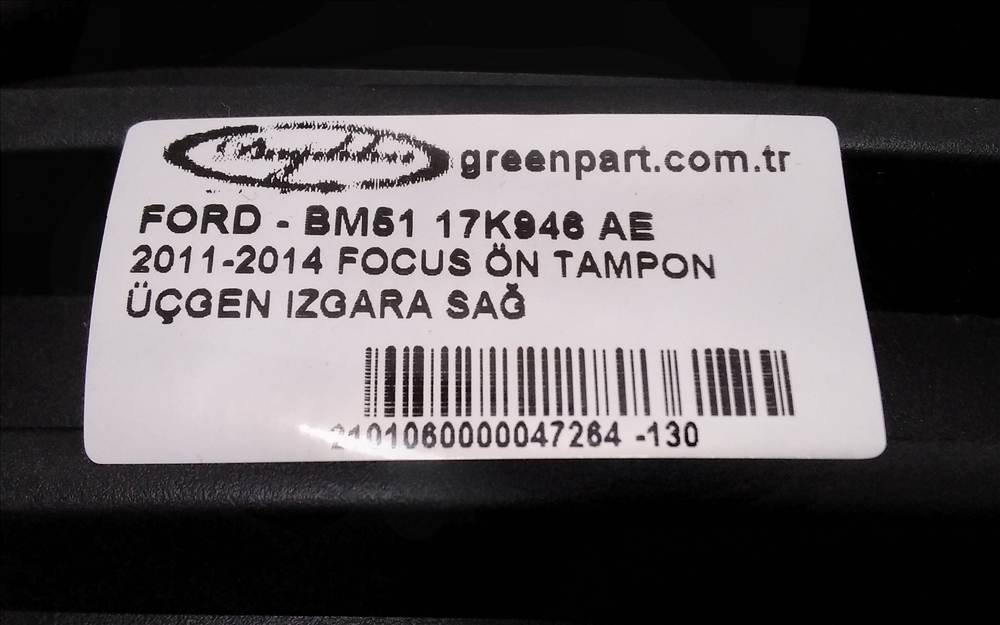 greenpart.com.tr
FORD - BM51 17K946 AE
2011-2014 FOCUS ÖN TAMPON
ÜÇGEN IZGARA SAĞ
2101060000047264 -130